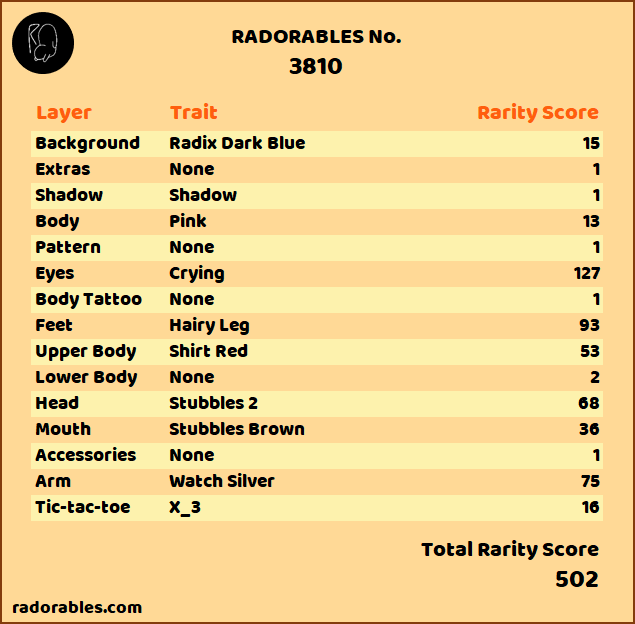 RADORABLES No.
3810
Layer Trait Rarity Score
Background Radix Dark Blue 15
Extras None 1
Shadow Shadow 1
Body Pink 13
Pattern None 1
Eyes Crying 127
Body Tattoo None 1
Feet Hairy Leg 93
Upper Body Shirt Red 53
Lower Body None 2
Head Stubbles 2 68
Mouth Stubbles Brown 36
Accessories None 1
Arm Watch Silver 75
Tic-tac-toe X_3 16
Total Rarity Score
502
radorables.com